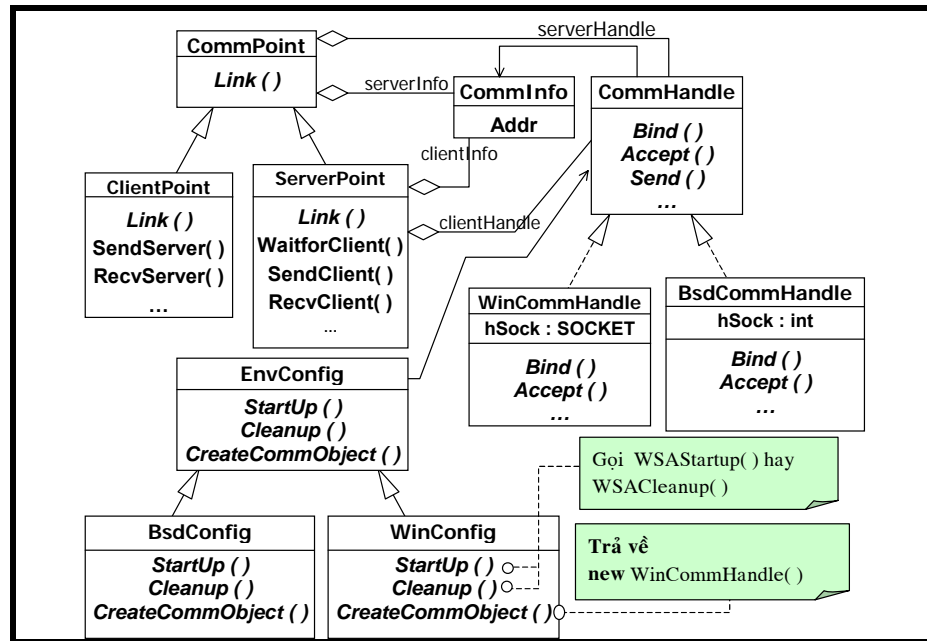 CommPoint
Link ( )
serverHandle
serverInfo
CommInfo
Addr
CommHandle
Bind ( )
Accept ( )
Send ( )
...
clientInfo
ClientPoint
Link ( )
SendServer( )
RecvServer( )
...
ServerPoint
Link ( )
WaitforClient( )
SendClient( )
RecvClient( )
...
clientHandle
WinCommHandle
hSock : SOCKET
Bind ( )
Accept ( )
...
BsdCommHandle
hSock : int
Bind ( )
Accept ( )
...
EnvConfig
StartUp ( )
Cleanup ( )
CreateCommObject ( )
Gọi WSAStartup( ) hay
WSACleanup( )
BsdConfig
StartUp ( )
Cleanup ( )
CreateCommObject ( )
WinConfig
StartUp ( )
Cleanup ( )
CreateCommObject ( )
Trả về
new WinCommHandle( )